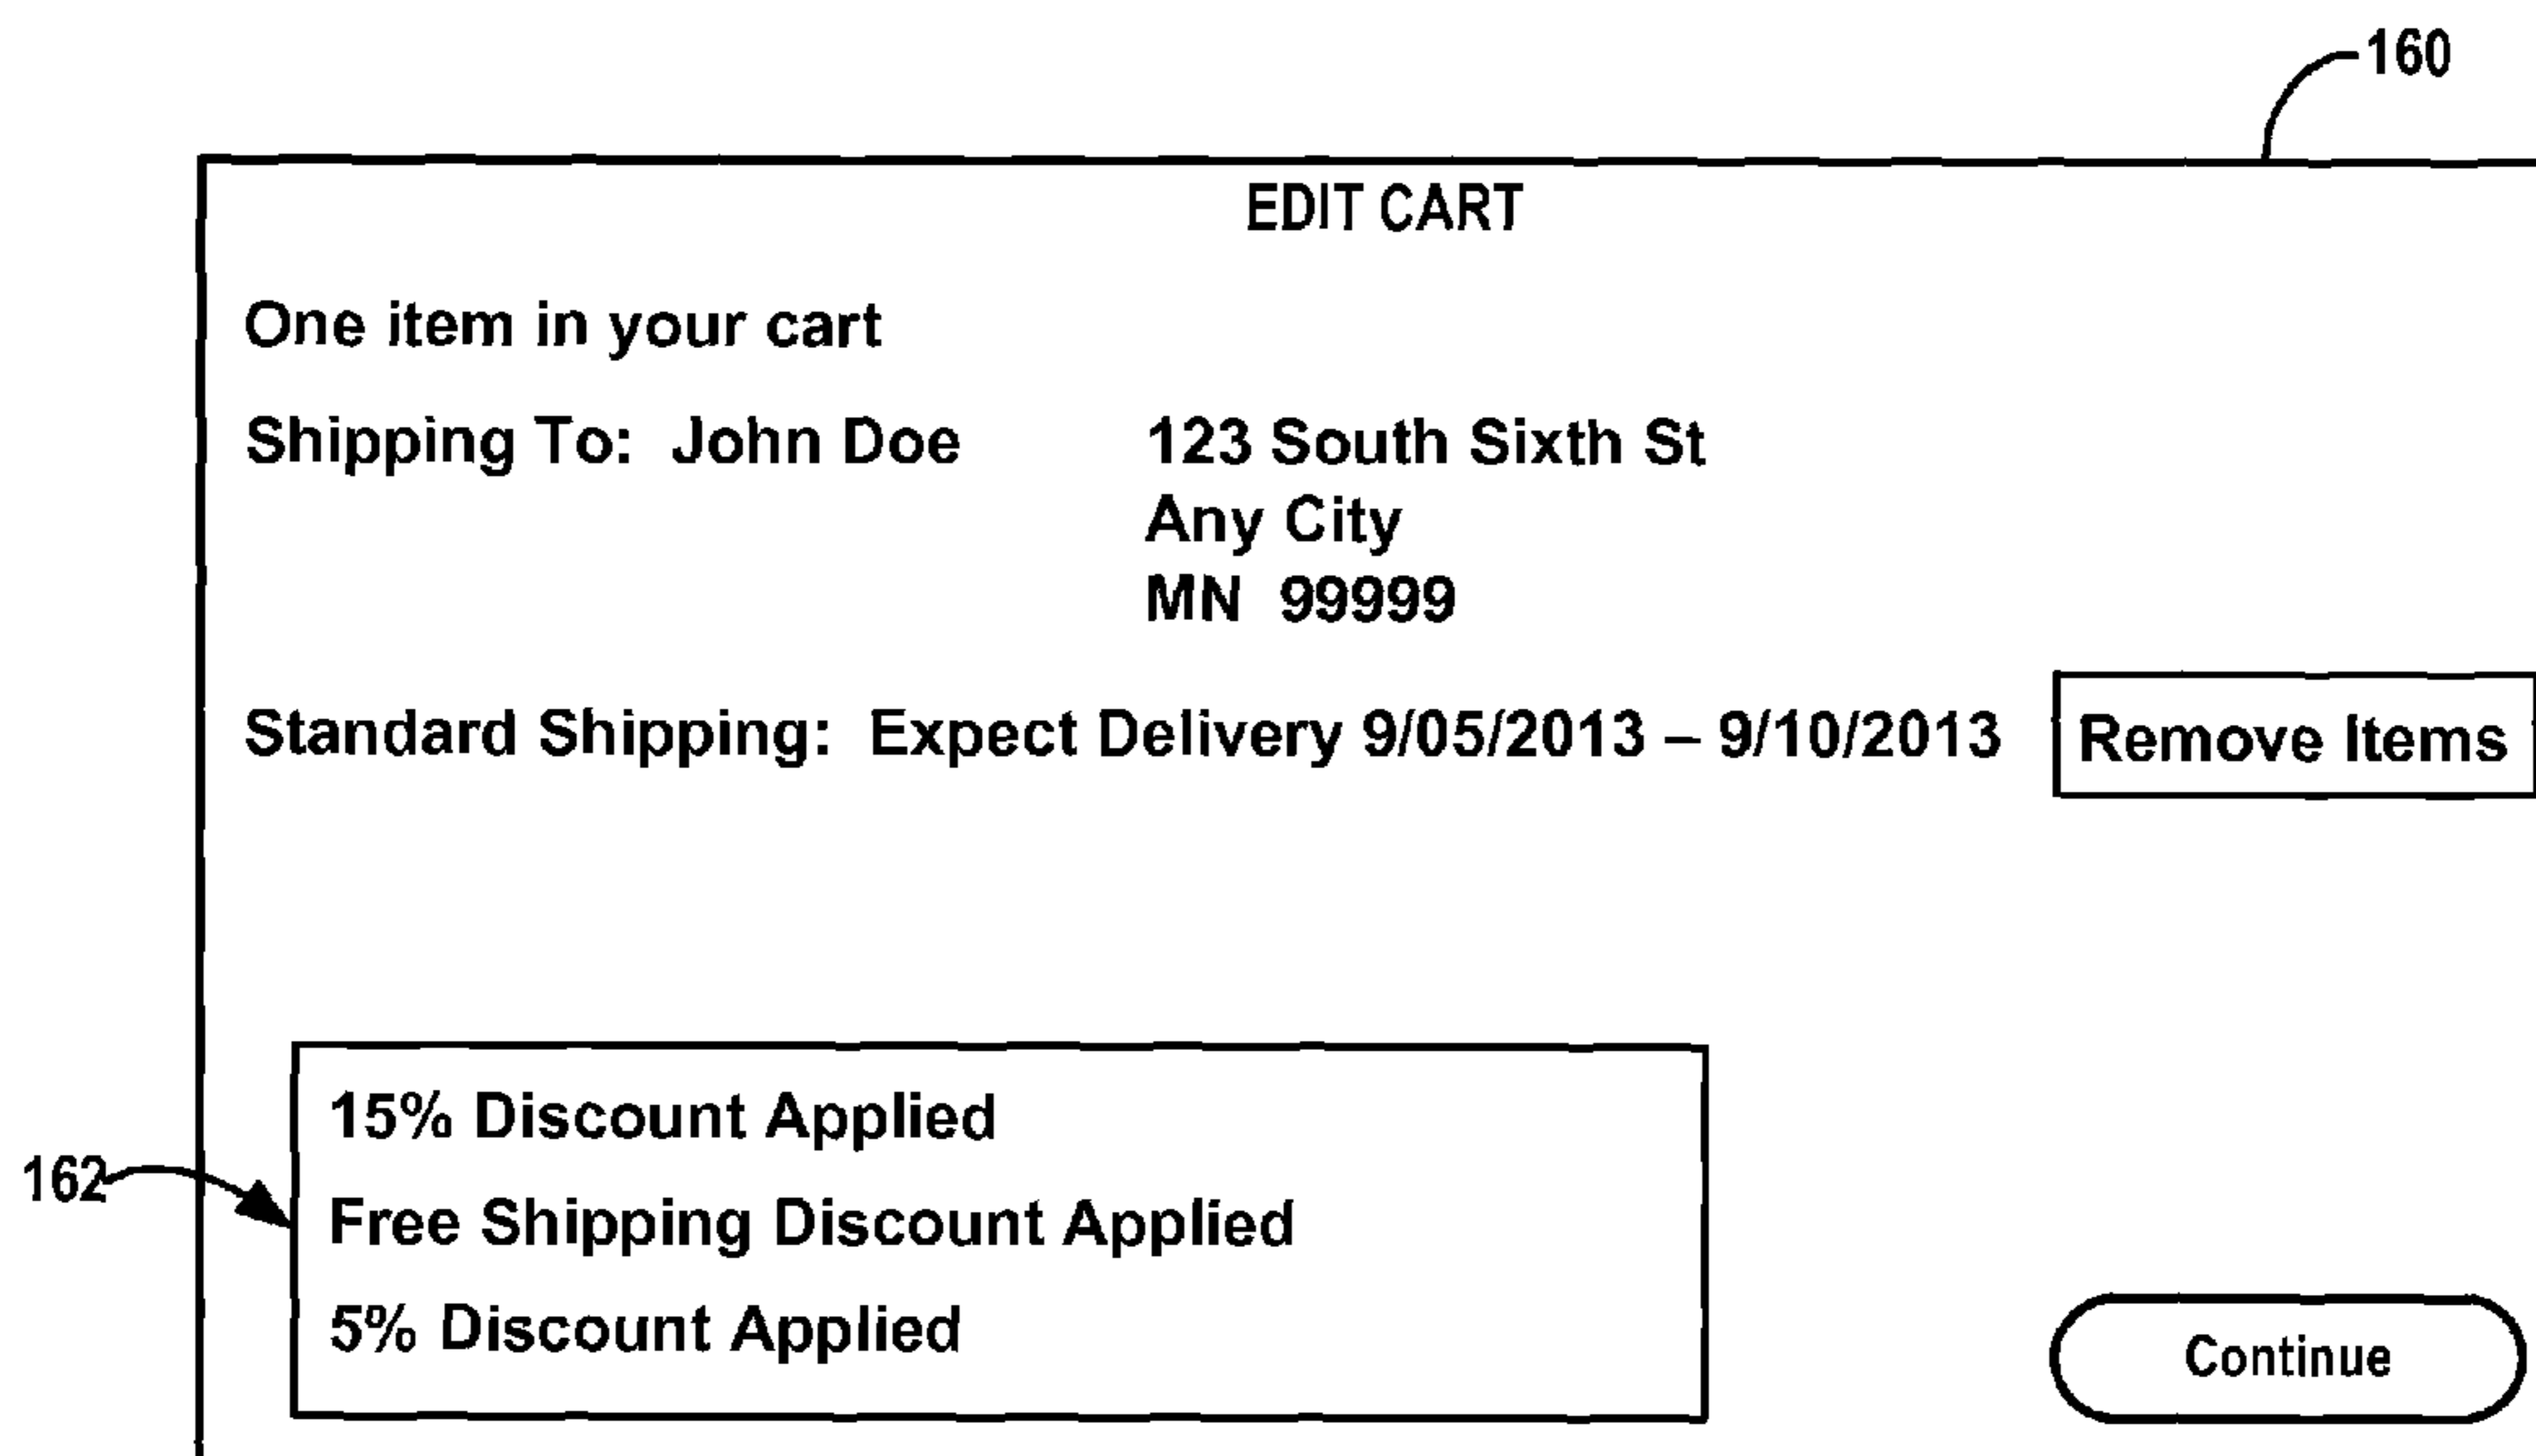 160
EDIT CART
One item in your cart
Shipping To: John Doe 123 South Sixth St
Any City
MN 99999
Standard Shipping: Expect Delivery 9/05/2013 – 9/10/2013 Remove Items
15% Discount Applied
162
Free Shipping Discount Applied
5% Discount Applied
Continue